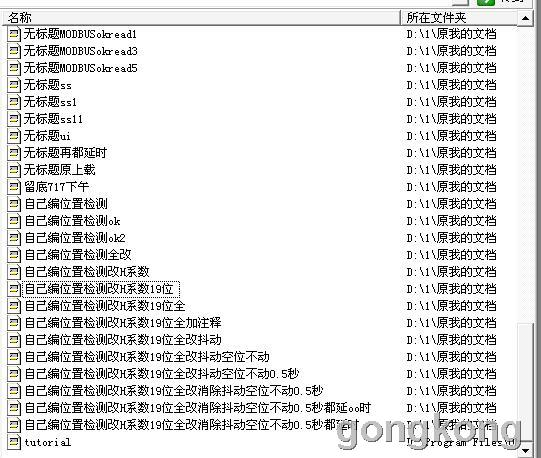 名称 所在文件夹
无标题MODBUSokread1 D:\1\原我的文档
无标题MODBUSokread3 D:\1\原我的文档
无标题MODBUSokread5 D:\1\原我的文档
无标题ss D:\1\原我的文档
无标题ss1 D:\1\原我的文档
无标题ss11 D:\1\原我的文档
无标题ui D:\1\原我的文档
无标题再都延时 D:\1\原我的文档
无标题原上载 D:\1\原我的文档
留底717下午 D:\1\原我的文档
自己编位置检测 D:\1\原我的文档
自己编位置检测ok D:\1\原我的文档
自己编位置检测ok2 D:\1\原我的文档
自己编位置检测全改 D:\1\原我的文档
自己编位置检测改H系数 D:\1\原我的文档
自己编位置检测改H系数19位 D:\1\原我的文档
自己编位置检测改H系数19位全 D:\1\原我的文档
自己编位置检测改H系数19位全加注释 D:\1\原我的文档
自己编位置检测改H系数19位全改抖动 D:\1\原我的文档
自己编位置检测改H系数19位全改抖动空位不动 D:\1\原我的文档
自己编位置检测改H系数19位全改抖动空位不动0.5秒 D:\1\原我的文档
自己编位置检测改H系数19位全改消除抖动空位不动0.5秒 D:\1\原我的文档
自己编位置检测改H系数19位全改消除抖动空位不动0.5秒都延oo时 D:\1\原我的文档
自己编位置检测改H系数19位全改消除抖动空位不动0.5秒都延时 D:\1\原我的文档
tutorial D:\Program Files\
gongkong